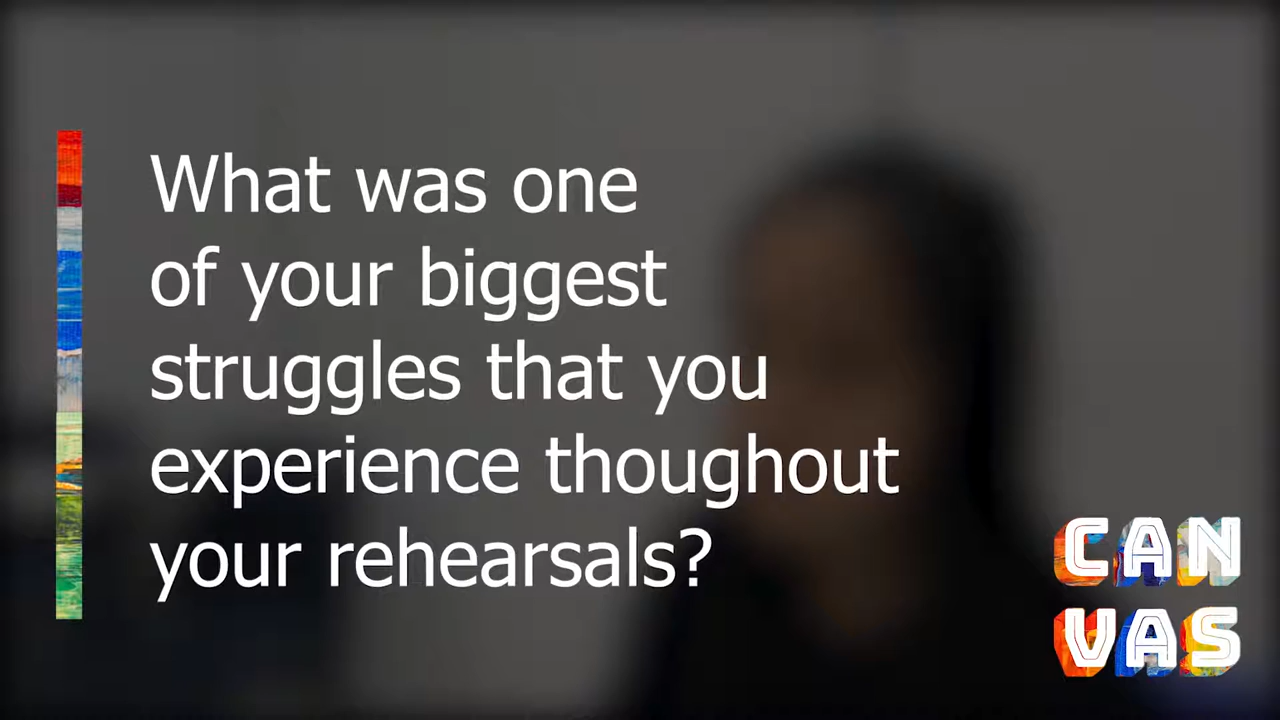 What was one
of your biggest
struggles that you
experience thoughout
your rehearsals?
CAN
VAS